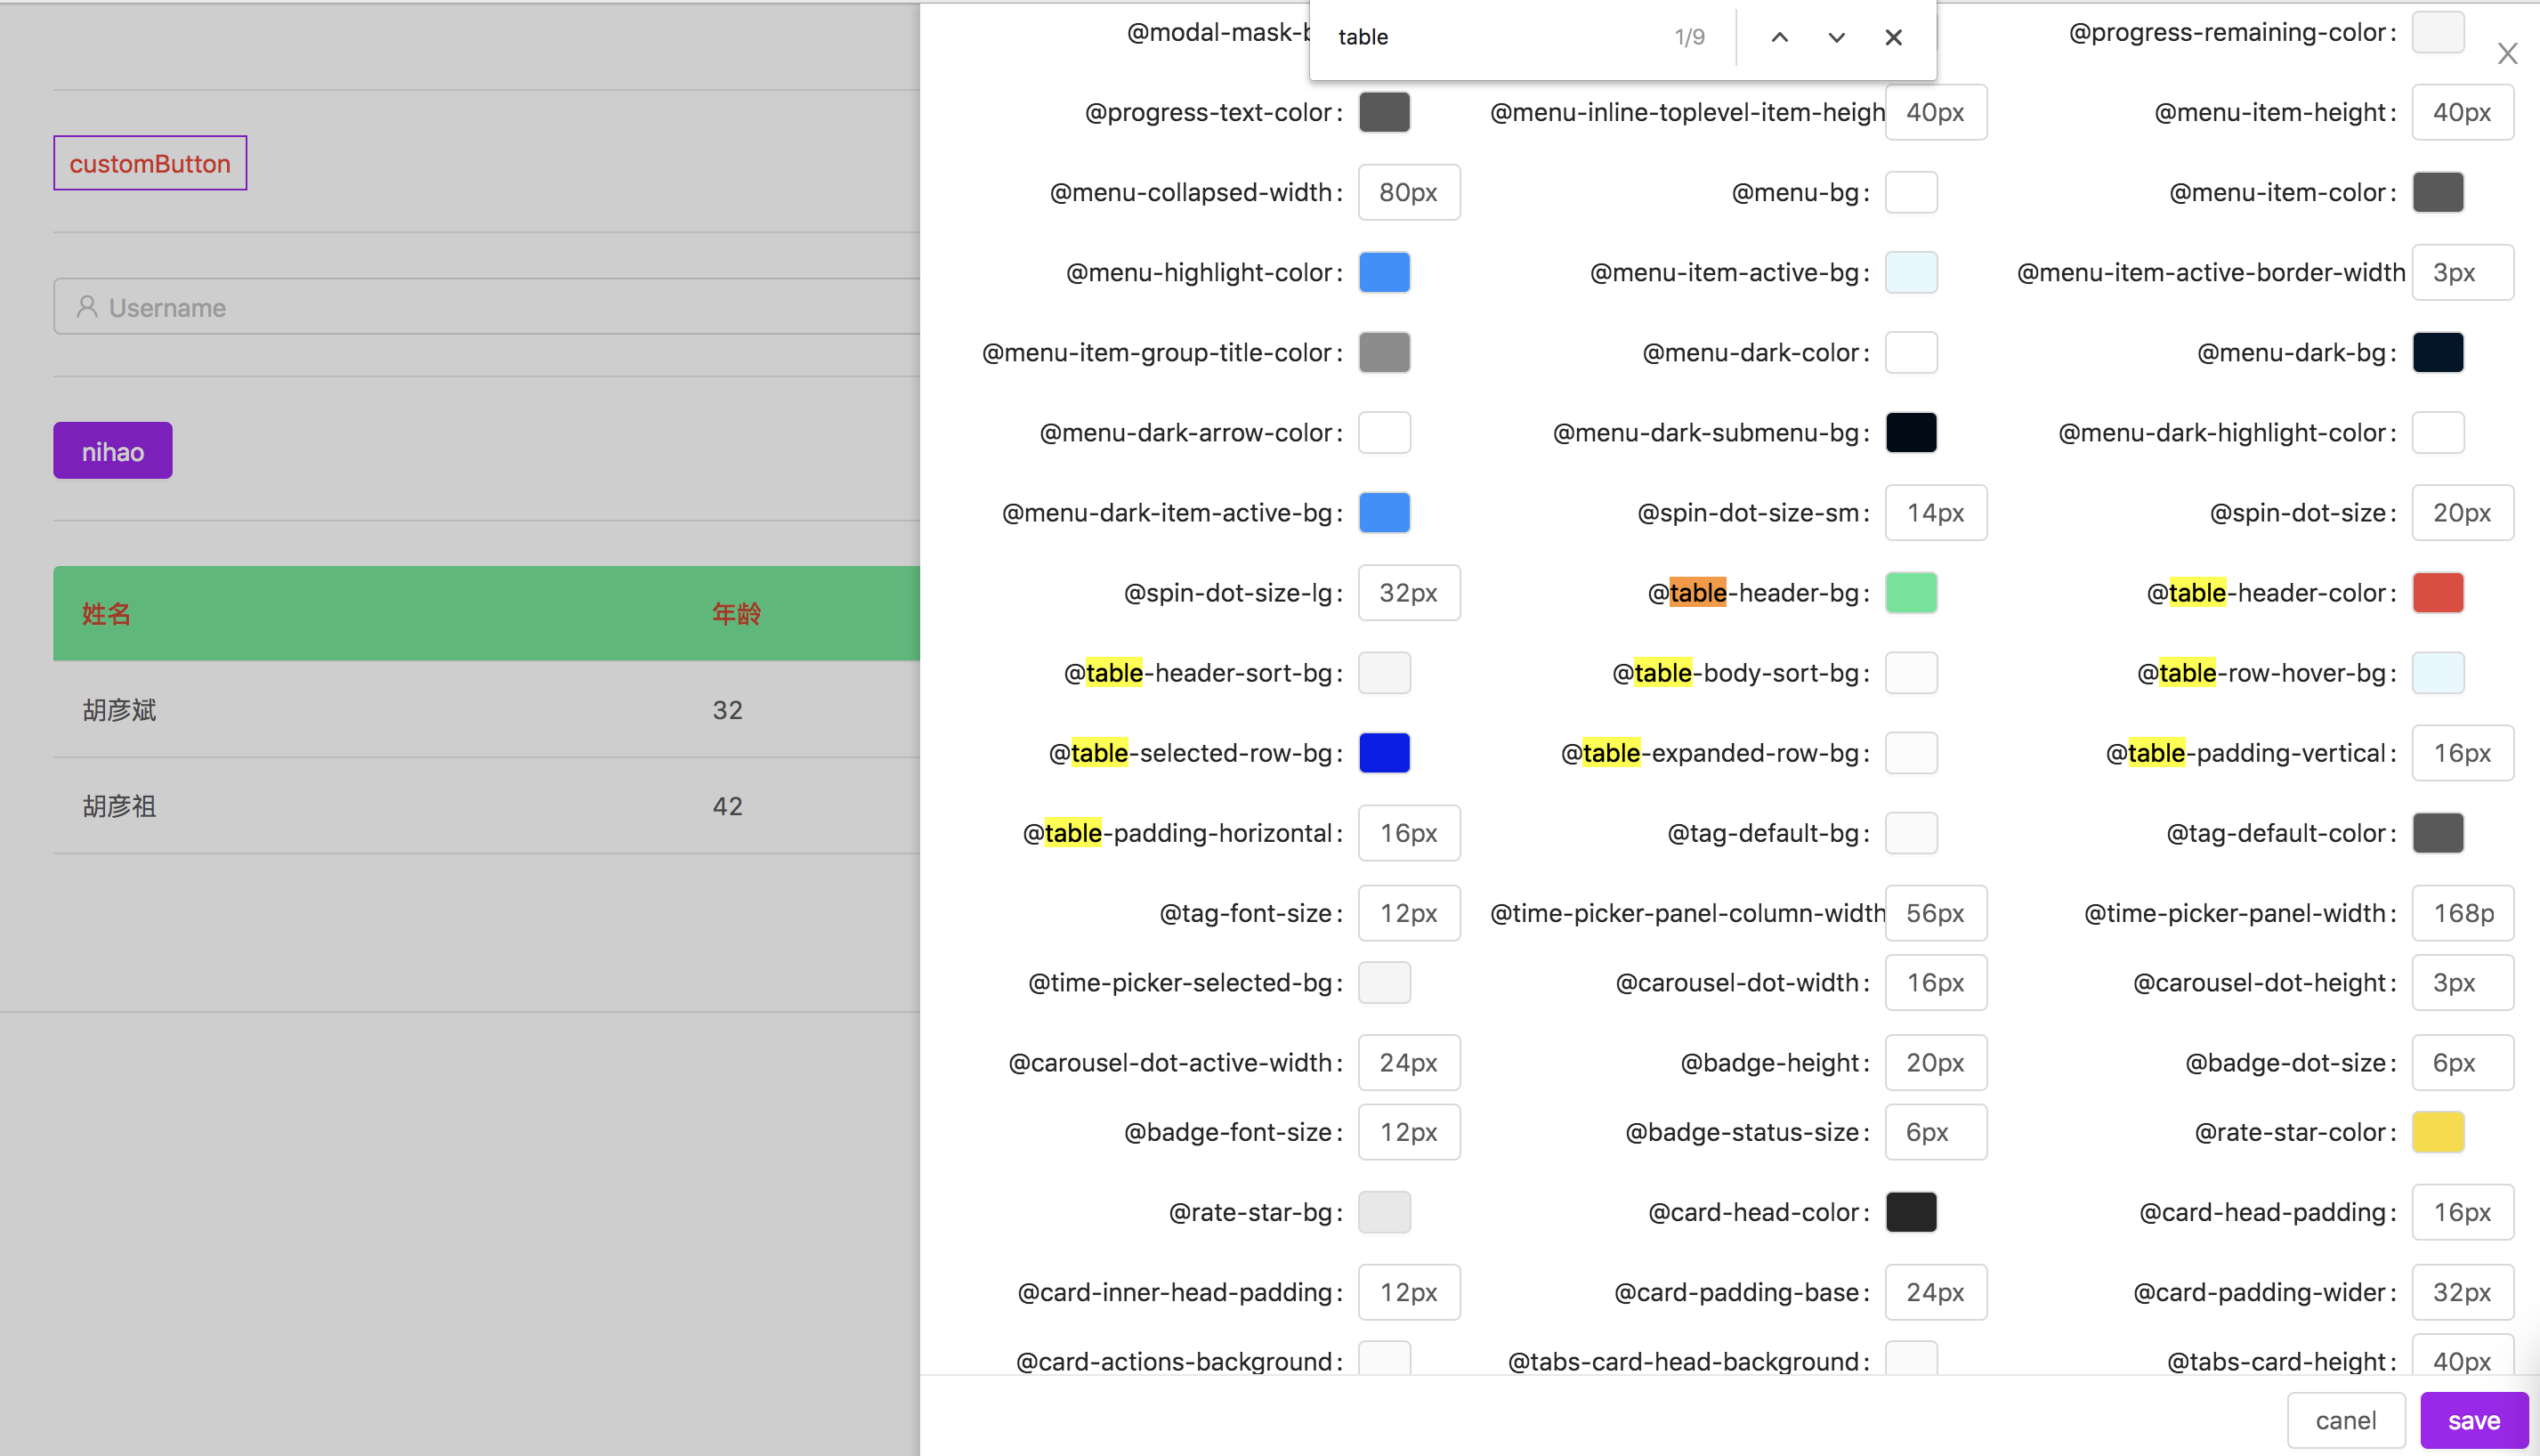 customButton
Username
nihao
姓名 年龄
胡彦斌 32
胡彦祖 42
table 1/9
@modal-mask-b @progress-remaining-color:
@progress-text-color: @menu-inline-toplevel-item-heigh 40px @menu-item-height: 40px
@menu-collapsed-width: 80px @menu-bg: @menu-item-color:
@menu-highlight-color: @menu-item-active-bg: @menu-item-active-border-width 3px
@menu-item-group-title-color: @menu-dark-color: @menu-dark-bg:
@menu-dark-arrow-color: @menu-dark-submenu-bg: @menu-dark-highlight-color:
@menu-dark-item-active-bg: @spin-dot-size-sm: 14px @spin-dot-size: 20px
@spin-dot-size-lg: 32px @table-header-bg: @table-header-color:
@table-header-sort-bg: @table-body-sort-bg: @table-row-hover-bg:
@table-selected-row-bg: @table-expanded-row-bg: @table-padding-vertical: 16px
@table-padding-horizontal: 16px @tag-default-bg: @tag-default-color:
@tag-font-size: 12px @time-picker-panel-column-width 56px @time-picker-panel-width: 168p
@time-picker-selected-bg: @carousel-dot-width: 16px @carousel-dot-height: 3px
@carousel-dot-active-width: 24px @badge-height: 20px @badge-dot-size: 6px
@badge-font-size: 12px @badge-status-size: 6px @rate-star-color:
@rate-star-bg: @card-head-color: @card-head-padding: 16px
@card-inner-head-padding: 12px @card-padding-base: 24px @card-padding-wider: 32px
@card-actions-background: @tabs-card-head-background: @tabs-card-height: 40px
canel save